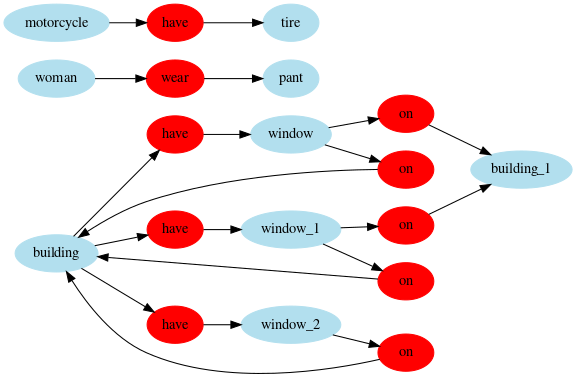 motorcycle have tire
woman wear pant
on
have window
on building_1
have window_1 on
building
on
have window_2
on